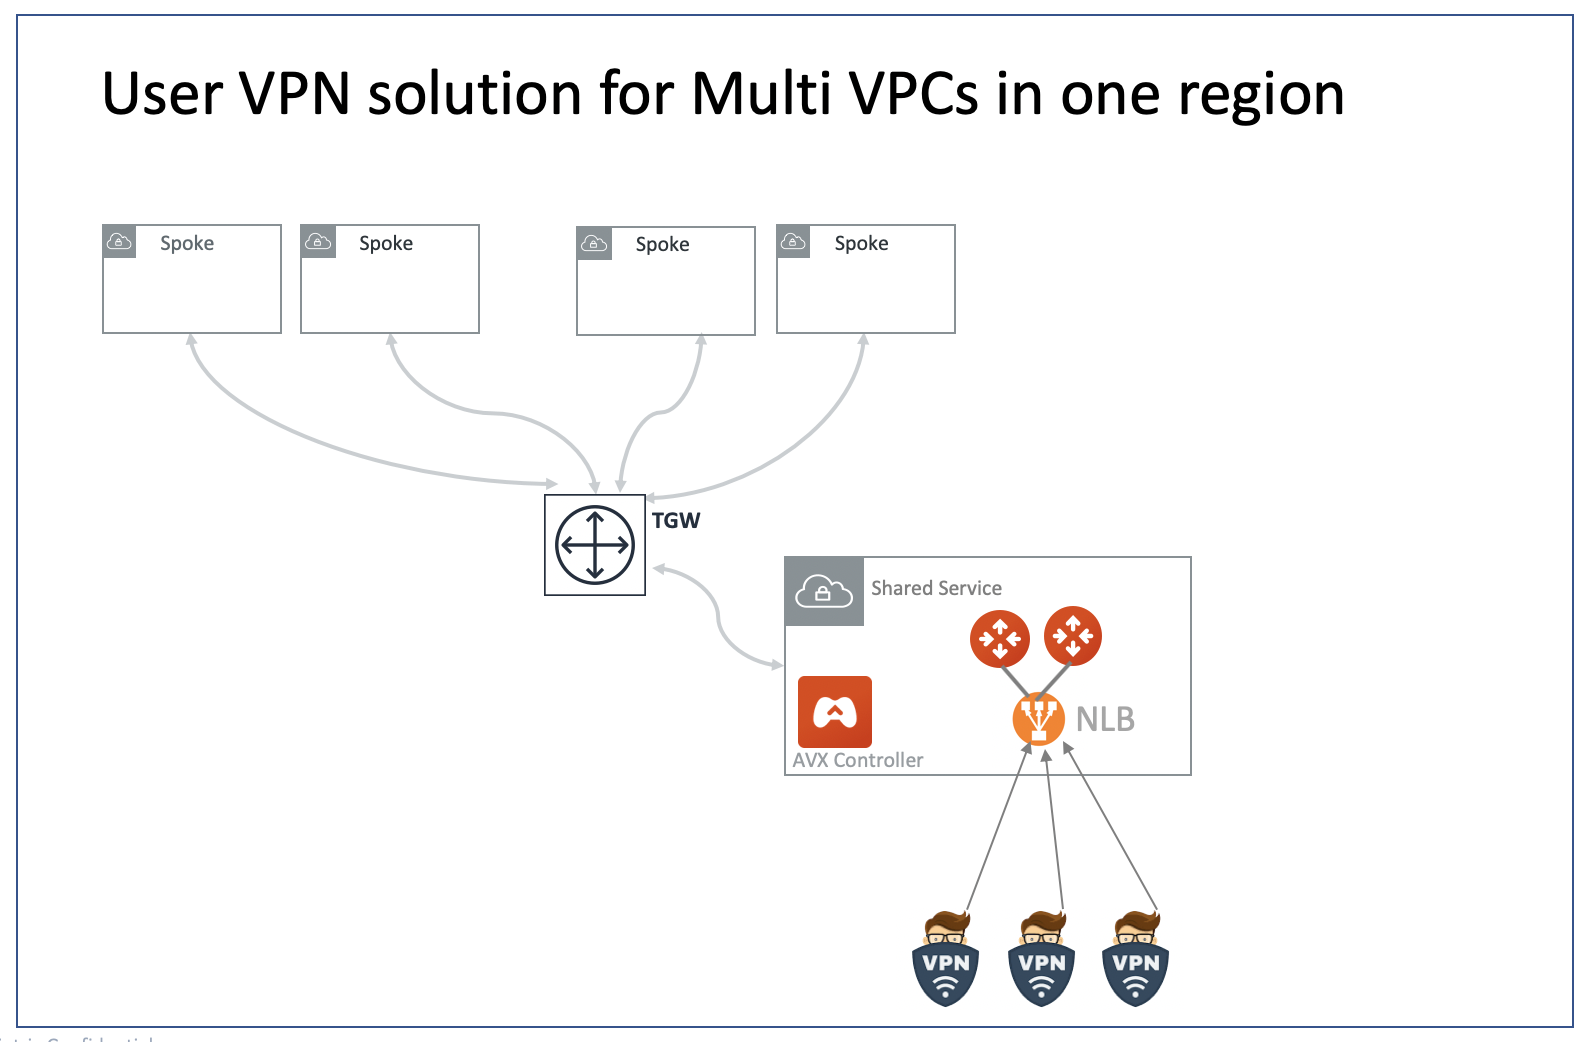 User VPN solution for Multi VPCs in one region
Spoke
Spoke
Spoke
Spoke
TGW
Shared Service
NLB
AVX Controller
VPN
VPN
VPN